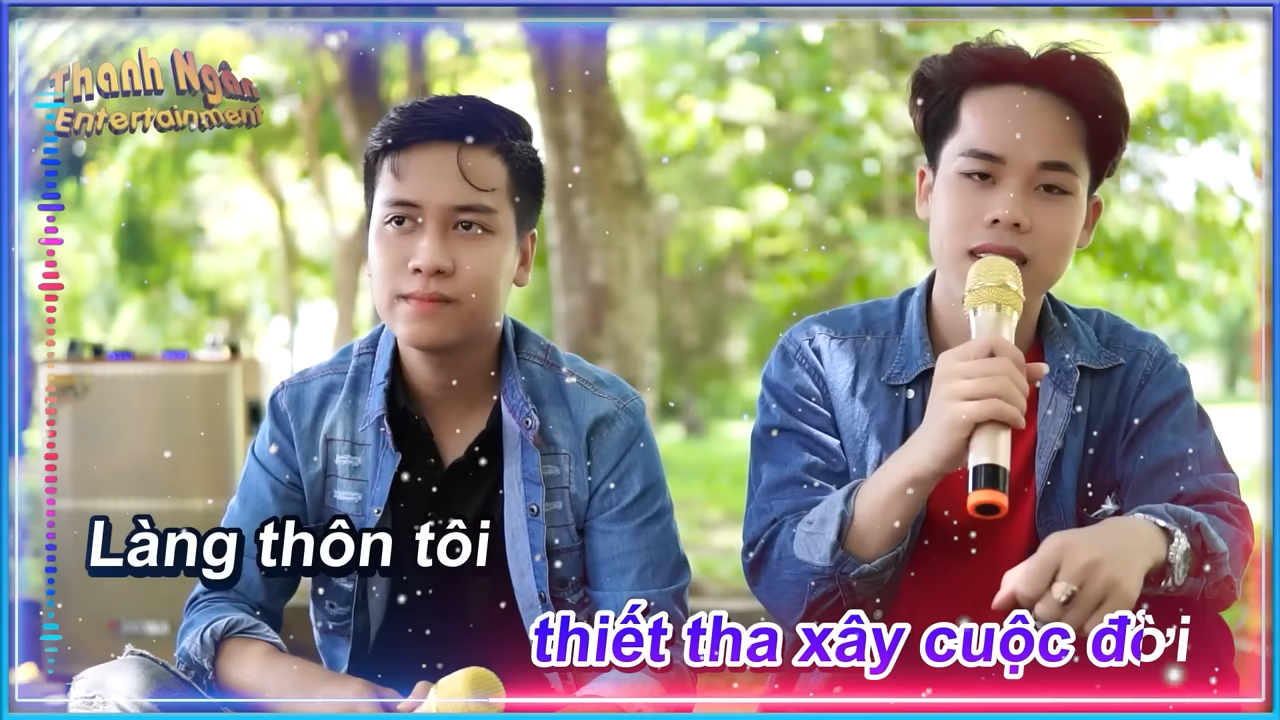 Thanh Ngân
Entertainment
Làng thôn tôi
thiết tha xây cuộc đời